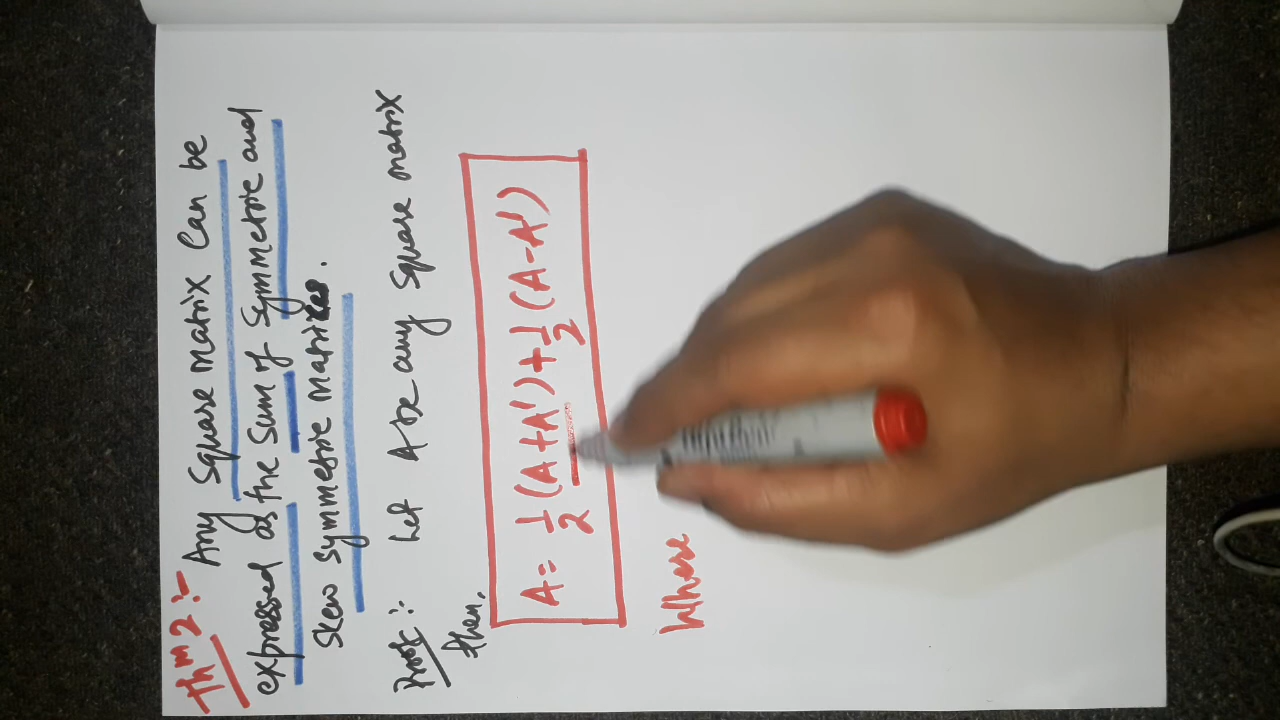 Thm 2:- Any Square Matrix Can be
expressed as the Sum of Symmetric and
Skew Symmetric Matrices.
Proof:- Let A be any Square Matrix
then.
A = 1/2 (A+A') + 1/2 (A-A')
Where